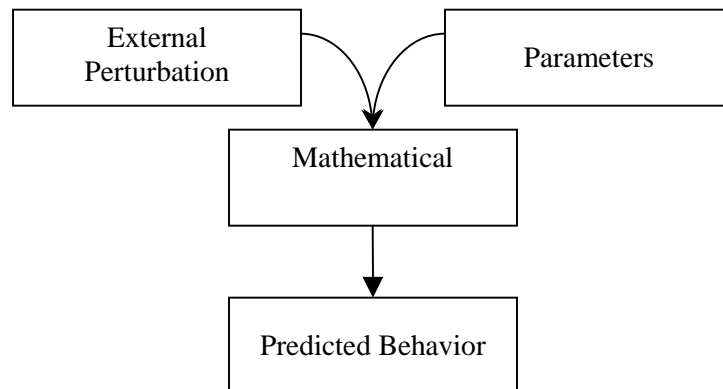 External
Perturbation
Parameters
Mathematical
Predicted Behavior